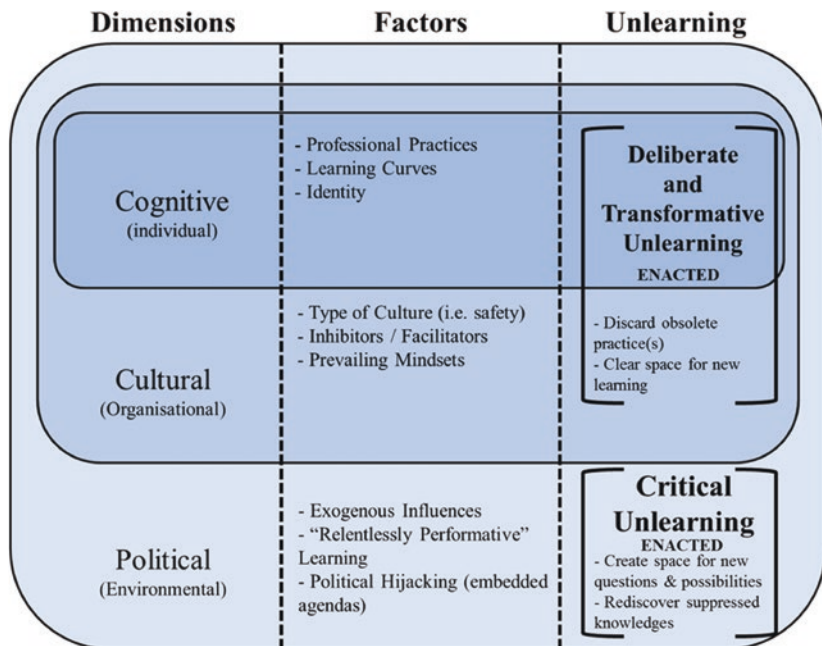 Dimensions
Factors
Unlearning
Cognitive
(individual)
- Professional Practices
- Learning Curves
- Identity
Deliberate
and
Transformative
Unlearning
ENACTED
Cultural
(Organisational)
- Type of Culture (i.e. safety)
- Inhibitors / Facilitators
- Prevailing Mindsets
- Discard obsolete
practice(s)
- Clear space for new
learning
Political
(Environmental)
- Exogenous Influences
- “Relentlessly Performative”
Learning
- Political Hijacking (embedded
agendas)
Critical
Unlearning
ENACTED
- Create space for new
questions & possibilities
- Rediscover suppressed
knowledges